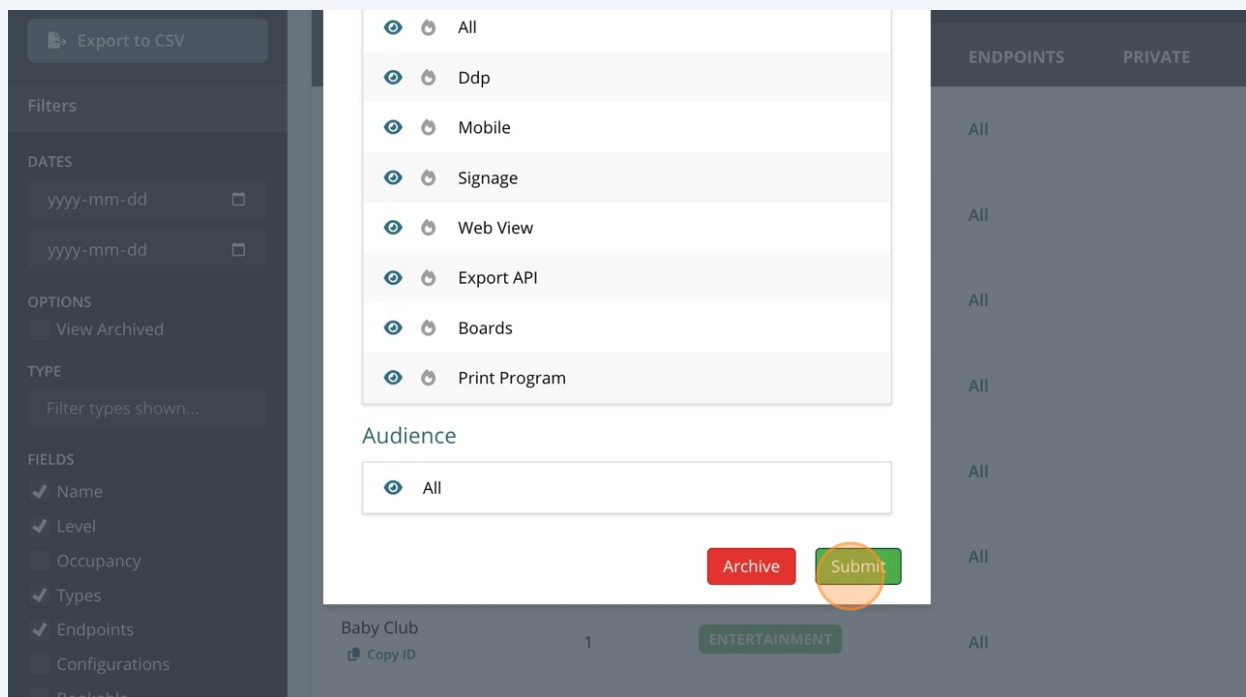 Export to CSV
Filters
DATES
yyyy-mm-dd
yyyy-mm-dd
OPTIONS
View Archived
TYPE
Filter types shown...
FIELDS
Name
Level
Occupancy
Types
Endpoints
Configurations
Bookable
All
Ddp
Mobile
Signage
Web View
Export API
Boards
Print Program
Audience
All
Archive
Submit
ENDPOINTS PRIVATE
All
All
All
All
All
All
Baby Club 1 ENTERTAINMENT All
Copy ID